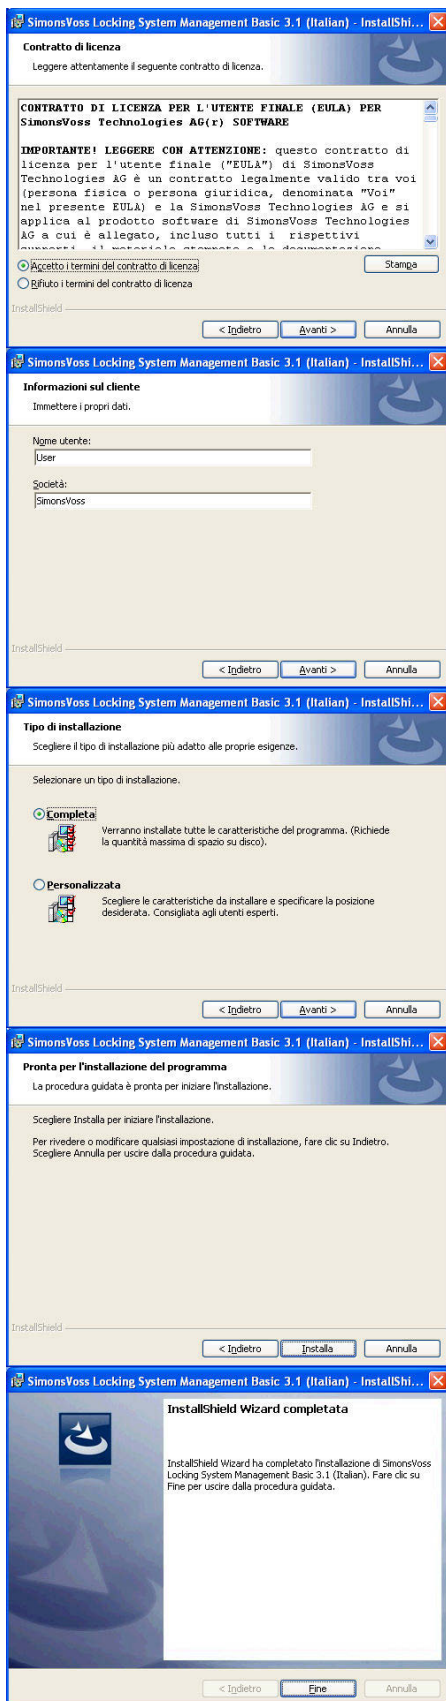 SimonsVoss Locking System Management Basic 3.1 (Italian) - InstallShi...
Contratto di licenza
Leggere attentamente il seguente contratto di licenza.
CONTRATTO DI LICENZA PER L'UTENTE FINALE (EULA) PER
SimonsVoss Technologies AG(r) SOFTWARE
IMPORTANTE! LEGGERE CON ATTENZIONE: questo contratto di
licenza per l'utente finale ("EULA") di SimonsVoss
Technologies AG è un contratto legalmente valido tra voi
(persona fisica o persona giuridica, denominata "Voi"
nel presente EULA) e la SimonsVoss Technologies AG e si
applica al prodotto software di SimonsVoss Technologies
AG a cui è allegato, incluso tutti i rispettivi
supporti, il materiale stampato e la documentazione
Accetto i termini del contratto di licenza
Stampa
Rifiuto i termini del contratto di licenza
InstallShield
< Indietro Avanti > Annulla
SimonsVoss Locking System Management Basic 3.1 (Italian) - InstallShi...
Informazioni sul cliente
Immettere i propri dati.
Nome utente:
User
Società:
SimonsVoss
InstallShield
< Indietro Avanti > Annulla
SimonsVoss Locking System Management Basic 3.1 (Italian) - InstallShi...
Tipo di installazione
Scegliere il tipo di installazione più adatto alle proprie esigenze.
Selezionare un tipo di installazione.
Completa
Verranno installate tutte le caratteristiche del programma. (Richiede
la quantità massima di spazio su disco).
Personalizzata
Scegliere le caratteristiche da installare e specificare la posizione
desiderata. Consigliata agli utenti esperti.
InstallShield
< Indietro Avanti > Annulla
SimonsVoss Locking System Management Basic 3.1 (Italian) - InstallShi...
Pronta per l'installazione del programma
La procedura guidata è pronta per iniziare l'installazione.
Scegliere Installa per iniziare l'installazione.
Per rivedere o modificare qualsiasi impostazione di installazione, fare clic su Indietro.
Scegliere Annulla per uscire dalla procedura guidata.
InstallShield
< Indietro Installa Annulla
SimonsVoss Locking System Management Basic 3.1 (Italian) - InstallShi...
InstallShield Wizard completata
InstallShield Wizard ha completato l'installazione di SimonsVoss
Locking System Management Basic 3.1 (Italian). Fare clic su
Fine per uscire dalla procedura guidata.
< Indietro Fine Annulla